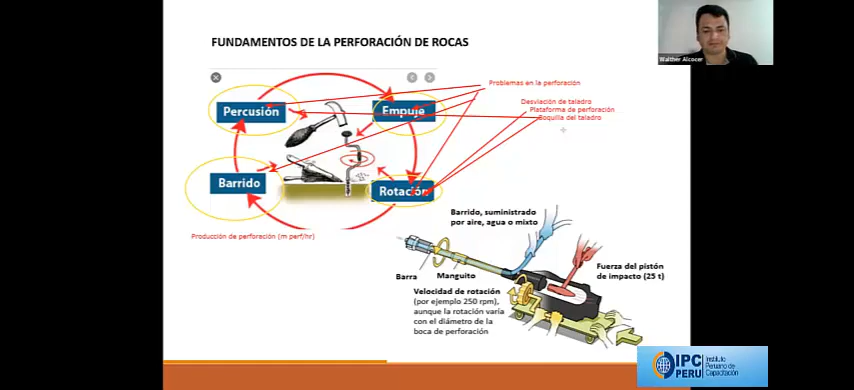 FUNDAMENTOS DE LA PERFORACIÓN DE ROCAS
Walther Alcocer
Problemas en la perforación
Percusión
Empuje
Desviación de taladro
Plataforma de perforación
Boquilla del taladro
Barrido
Rotación
Producción de perforación (m perf/hr)
Barrido, suministrado
por aire, agua o mixto
Barra
Manguito
Fuerza del pistón
de impacto (25 t)
Velocidad de rotación
(por ejemplo 250 rpm),
aunque la rotación varía
con el diámetro de la
boca de perforación
IPC
PERU
Instituto
Peruano de
Capacitación